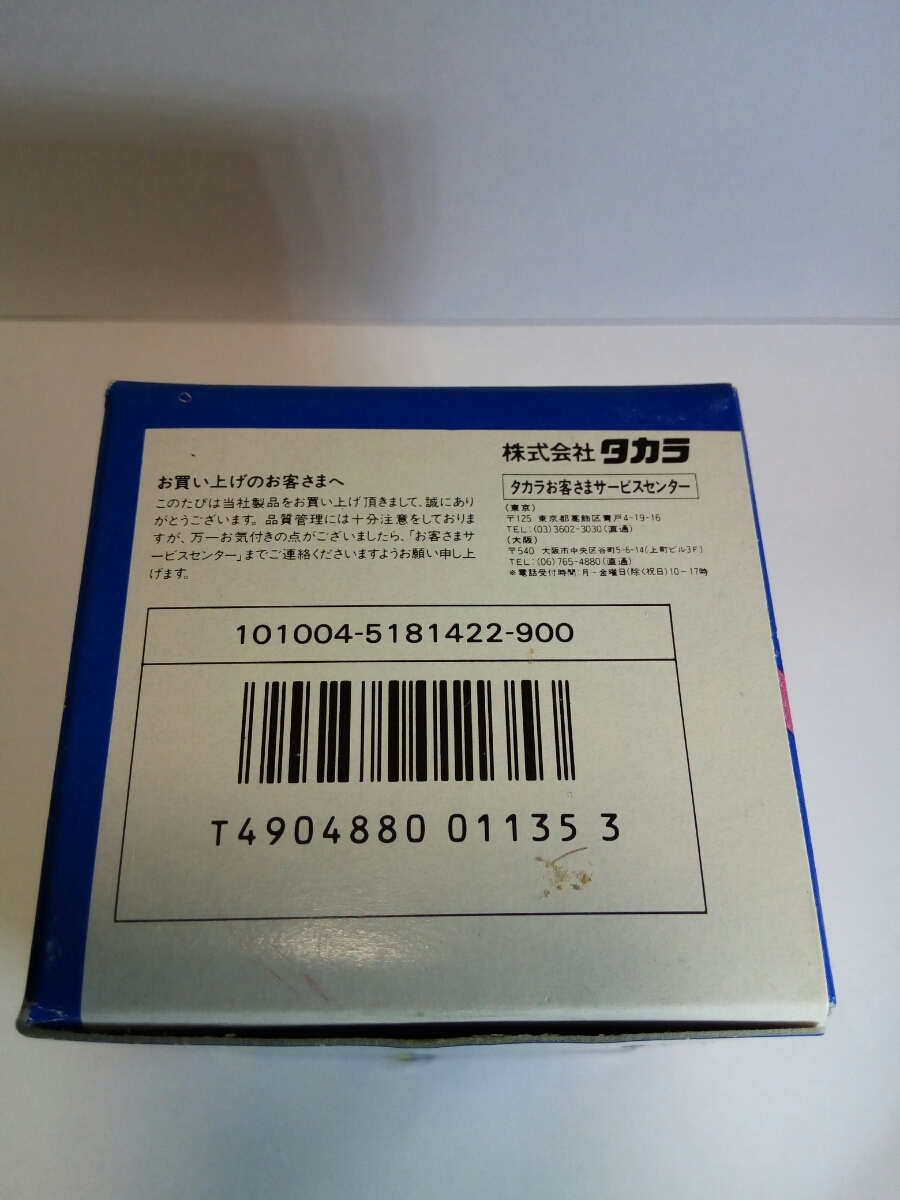 お買い上げのお客さまへ
このたびは当社製品をお買い上げ頂きまして、誠にあり
がとうございます。品質管理には十分注意をしておりま
すが、万一お気付きの点がございましたら、「お客さまサ
ービスセンター」までご連絡くださいますようお願い申し上
げます。
株式会社 タカラ
タカラお客さまサービスセンター
(東京)
〒125 東京都葛飾区青戸4-19-16
TEL:(03)3602-3030(直通)
(大阪)
〒540 大阪市中央区谷町5-6-14(上町ビル3F)
TEL:(06)765-4880(直通)
※電話受付時間:月~金曜日(除く祝日)10~17時
101004-5181422-900
T4904880 01135 3